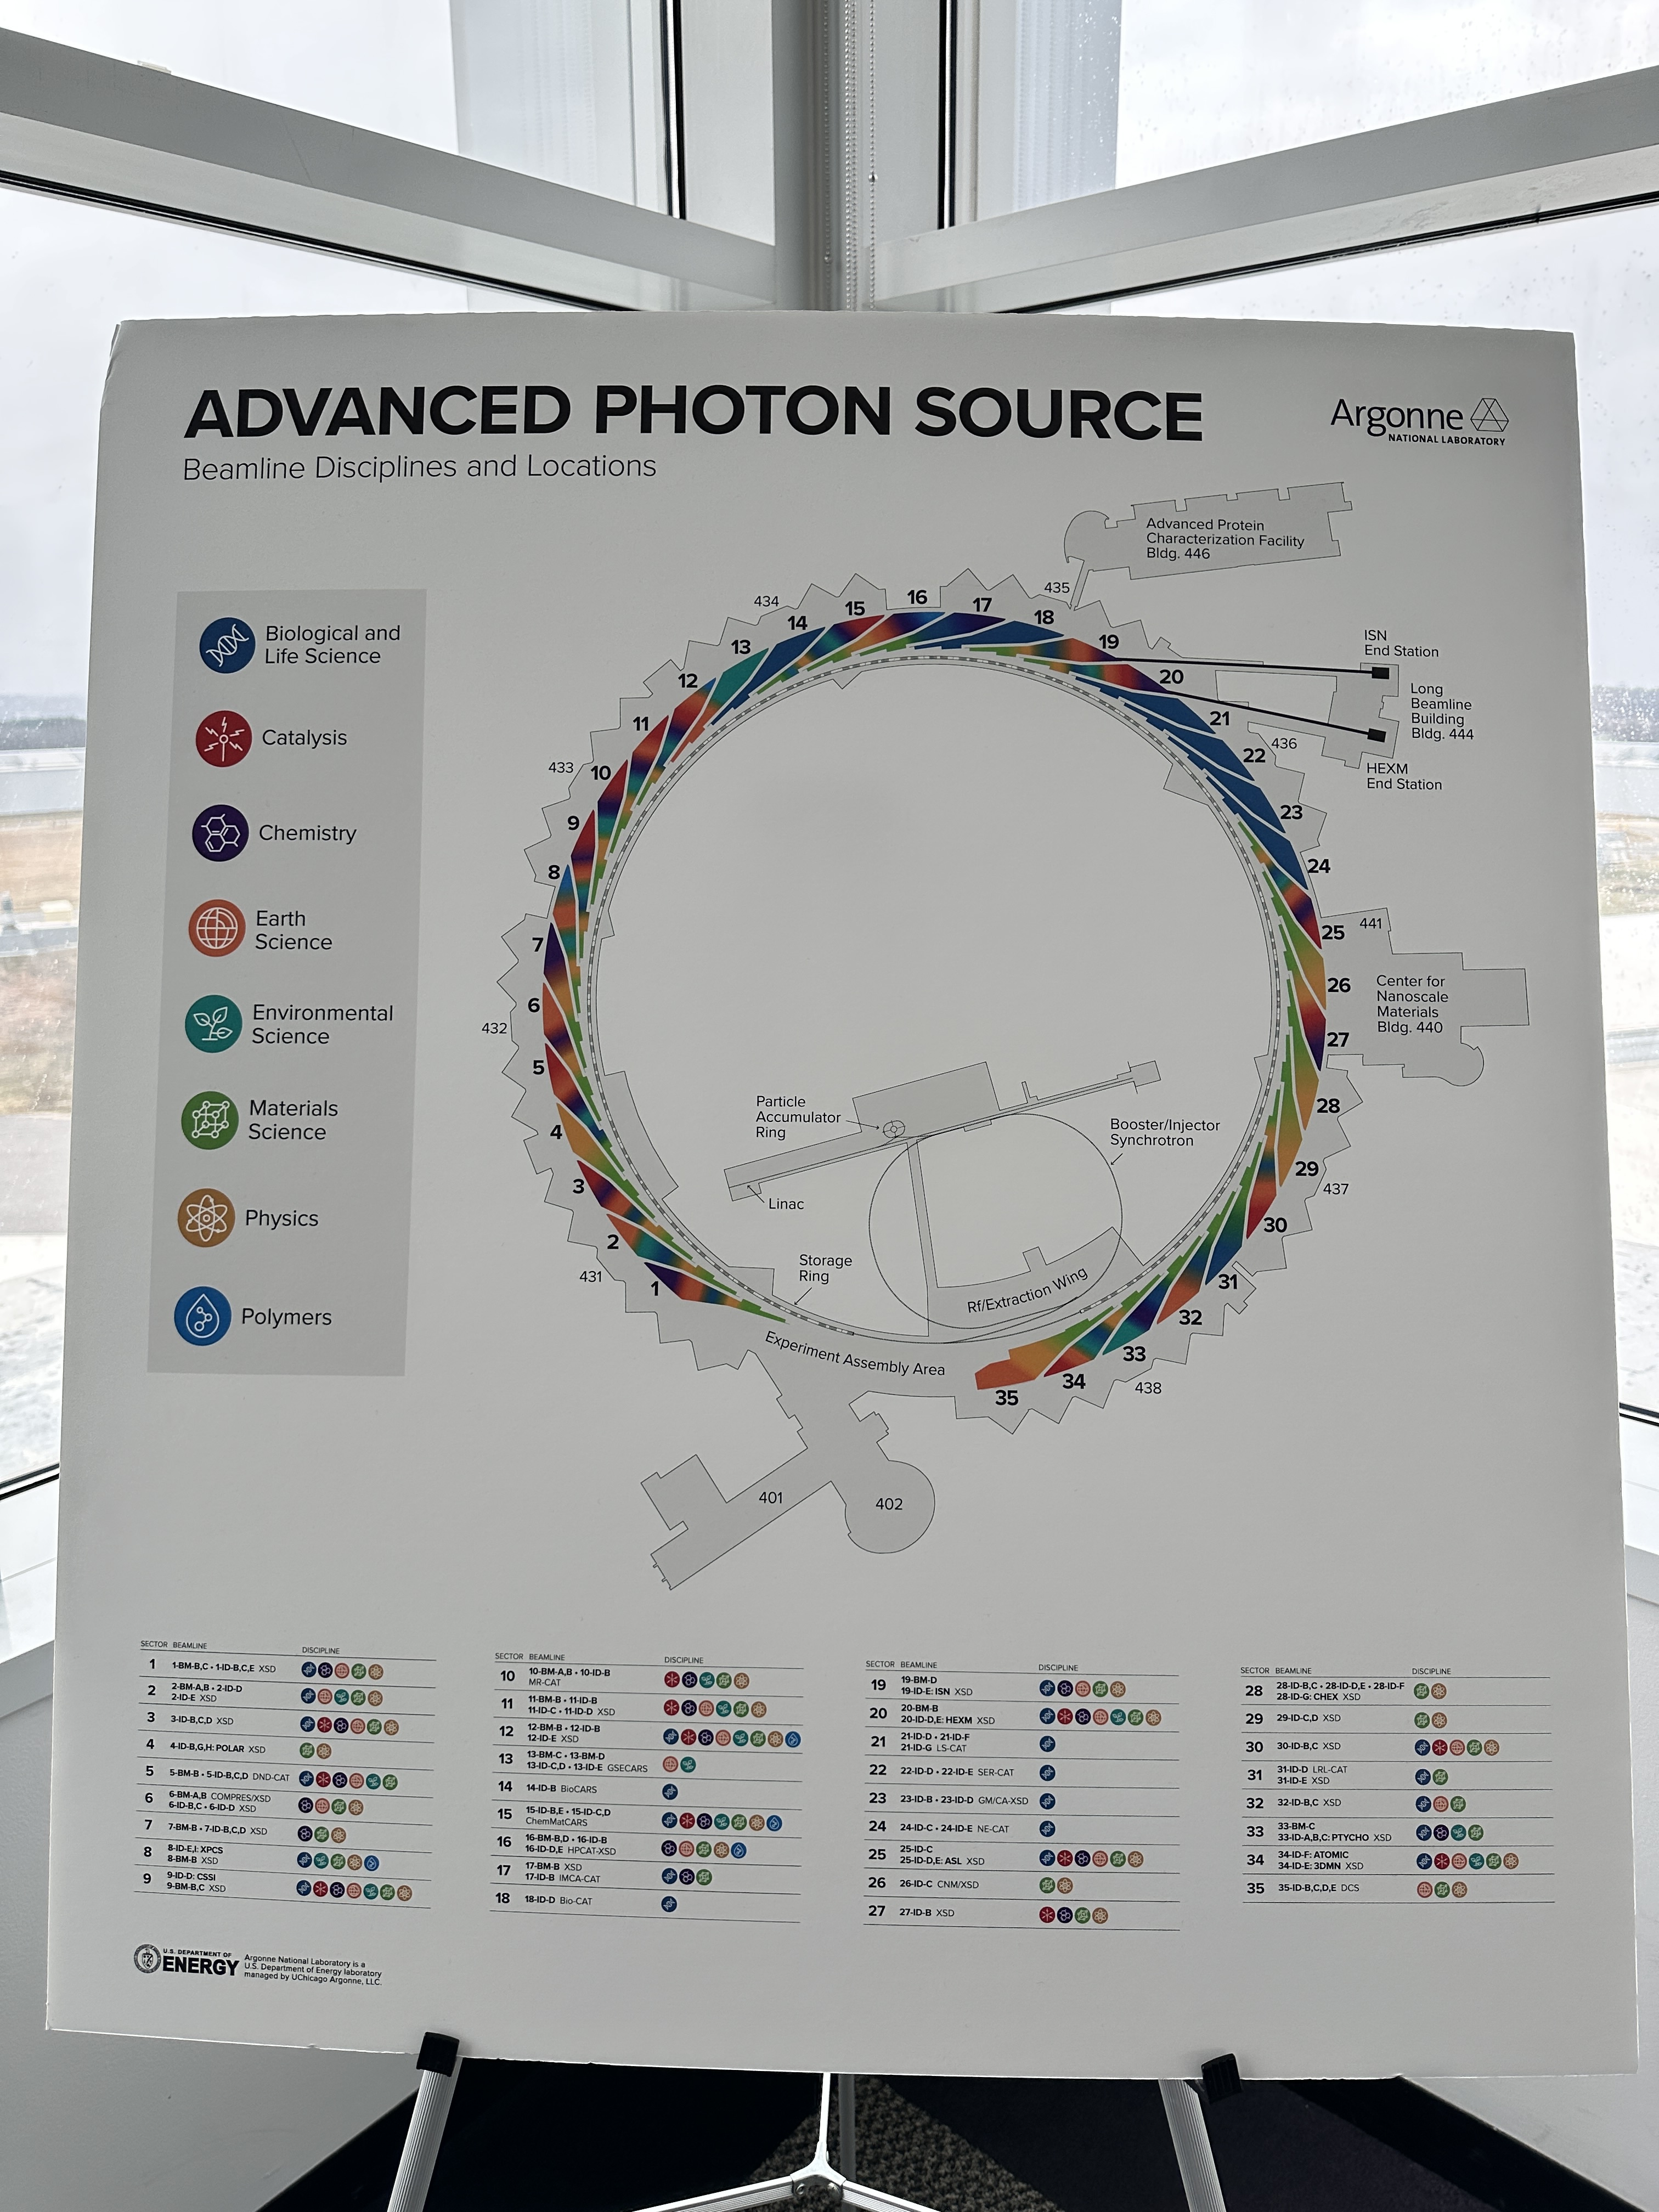 ADVANCED PHOTON SOURCE
Beamline Disciplines and Locations
Argonne
NATIONAL LABORATORY
Biological and
Life Science
Catalysis
Chemistry
Earth
Science
Environmental
Science
Materials
Science
Physics
Polymers
Advanced Protein
Characterization Facility
Bldg. 446
435
434
433
432
431
ISN
End Station
Long
Beamline
Building
Bldg. 444
436
HEXM
End Station
441
Center for
Nanoscale
Materials
Bldg. 440
437
438
1
2
3
4
5
6
7
8
9
10
11
12
13
14
15
16
17
18
19
20
21
22
23
24
25
26
27
28
29
30
31
32
33
34
35
Particle
Accumulator
Ring
Linac
Booster/Injector
Synchrotron
Storage
Ring
Rf/Extraction Wing
Experiment Assembly Area
401
402
SECTOR BEAMLINE DISCIPLINE
1 1-BM-B,C • 1-ID-B,C,E XSD
2 2-BM-A,B • 2-ID-D
2-ID-E XSD
3 3-ID-B,C,D XSD
4 4-ID-B,G,H: POLAR XSD
5 5-BM-B • 5-ID-B,C,D DND-CAT
6 6-BM-A,B COMPRES/XSD
6-ID-B,C • 6-ID-D XSD
7 7-BM-B • 7-ID-B,C,D XSD
8 8-ID-E,I: XPCS
8-BM-B XSD
9 9-ID-D: CSSI
9-BM-B,C XSD
SECTOR BEAMLINE DISCIPLINE
10 10-BM-A,B • 10-ID-B
MR-CAT
11 11-BM-B • 11-ID-B
11-ID-C • 11-ID-D XSD
12 12-BM-B • 12-ID-B
12-ID-E XSD
13 13-BM-C • 13-BM-D
13-ID-C,D • 13-ID-E GSECARS
14 14-ID-B BioCARS
15 15-ID-B,E • 15-ID-C,D
ChemMatCARS
16 16-BM-B,D • 16-ID-B
16-ID-D,E HPCAT-XSD
17 17-BM-B XSD
17-ID-B IMCA-CAT
18 18-ID-D Bio-CAT
SECTOR BEAMLINE DISCIPLINE
19 19-BM-D
19-ID-E: ISN XSD
20 20-BM-B
20-ID-D,E: HEXM XSD
21 21-ID-D • 21-ID-F
21-ID-G LS-CAT
22 22-ID-D • 22-ID-E SER-CAT
23 23-ID-B • 23-ID-D GM/CA-XSD
24 24-ID-C • 24-ID-E NE-CAT
25 25-ID-C
25-ID-D,E: ASL XSD
26 26-ID-C CNM/XSD
27 27-ID-B XSD
SECTOR BEAMLINE DISCIPLINE
28 28-ID-B,C • 28-ID-D,E • 28-ID-F
28-ID-G: CHEX XSD
29 29-ID-C,D XSD
30 30-ID-B,C XSD
31 31-ID-D LRL-CAT
31-ID-E XSD
32 32-ID-B,C XSD
33 33-BM-C
33-ID-A,B,C: PTYCHO XSD
34 34-ID-F: ATOMIC
34-ID-E: 3DMN XSD
35 35-ID-B,C,D,E DCS
U.S. DEPARTMENT OF
ENERGY
Argonne National Laboratory is a
U.S. Department of Energy laboratory
managed by UChicago Argonne, LLC.